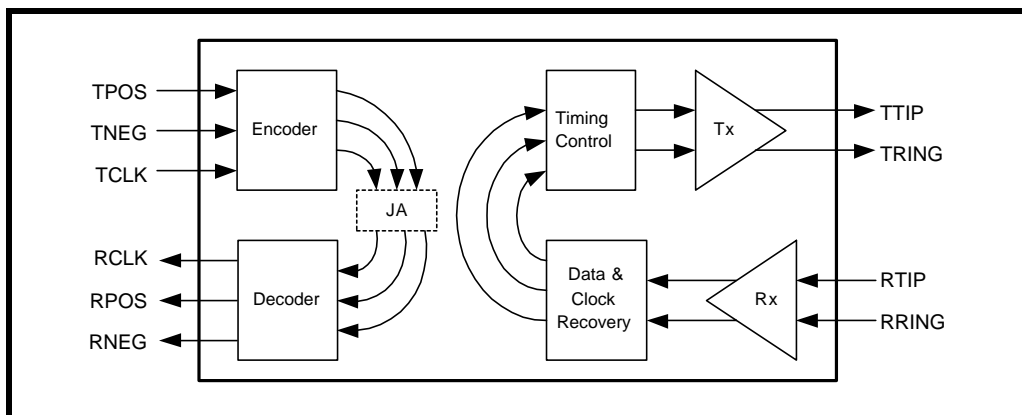 TPOS
TNEG
TCLK
Encoder
JA
RCLK
RPOS
RNEG
Decoder
Timing
Control
Tx
TTIP
TRING
Data &
Clock
Recovery
Rx
RTIP
RRING